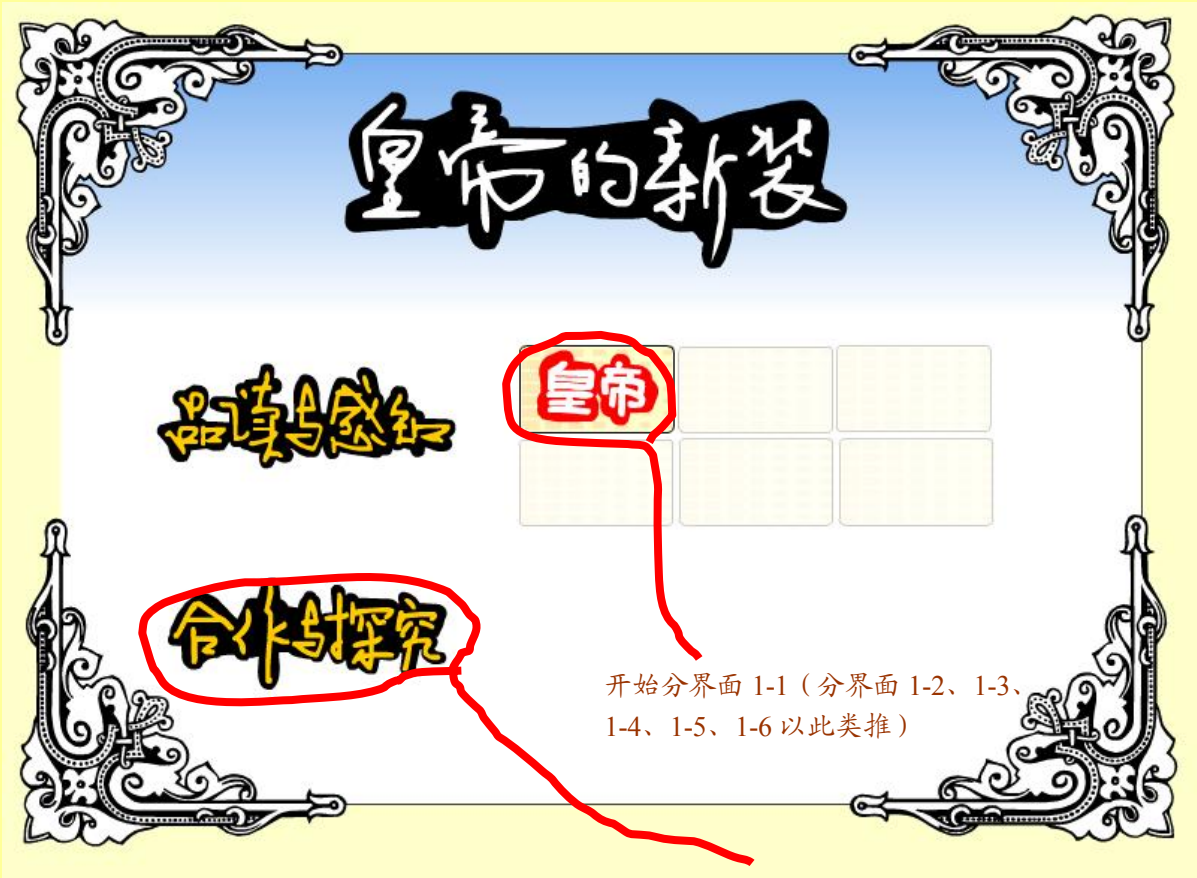 皇帝的新装
品读与感知
皇帝
合作与探究
开始分界面 1-1（分界面 1-2、1-3、
1-4、1-5、1-6 以此类推）